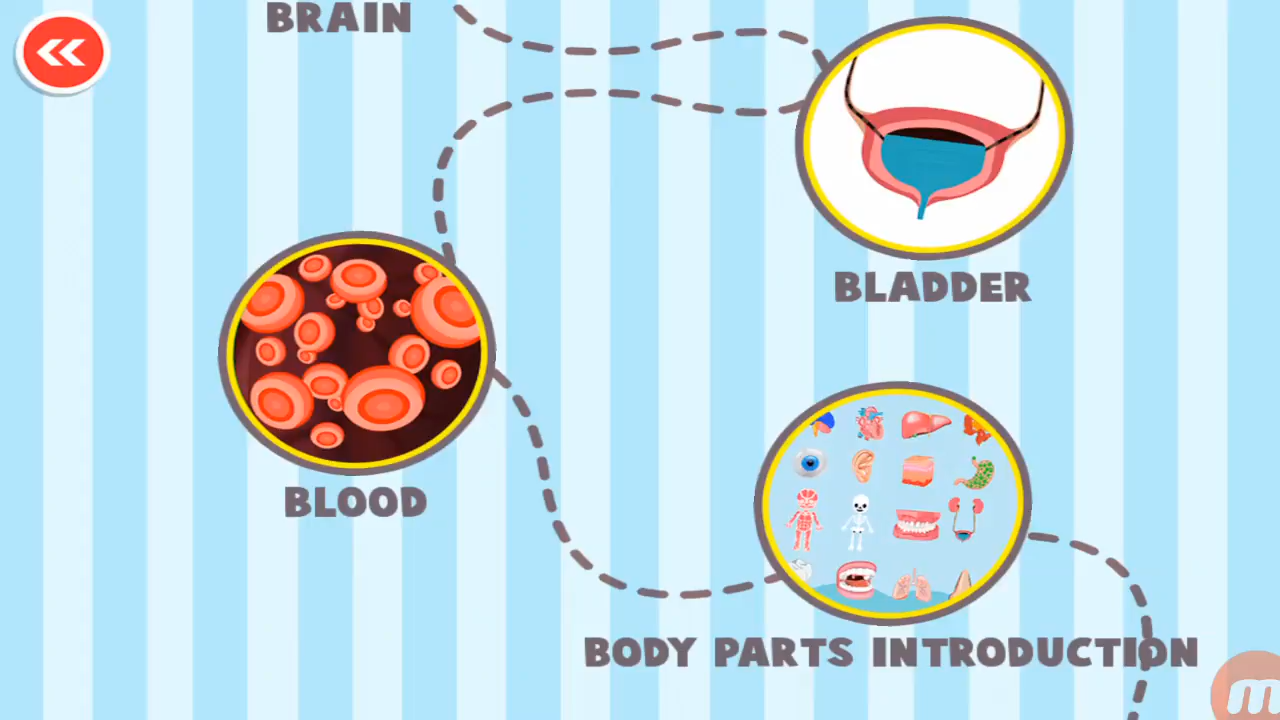 BRAIN
BLADDER
BLOOD
BODY PARTS INTRODUCTION
m